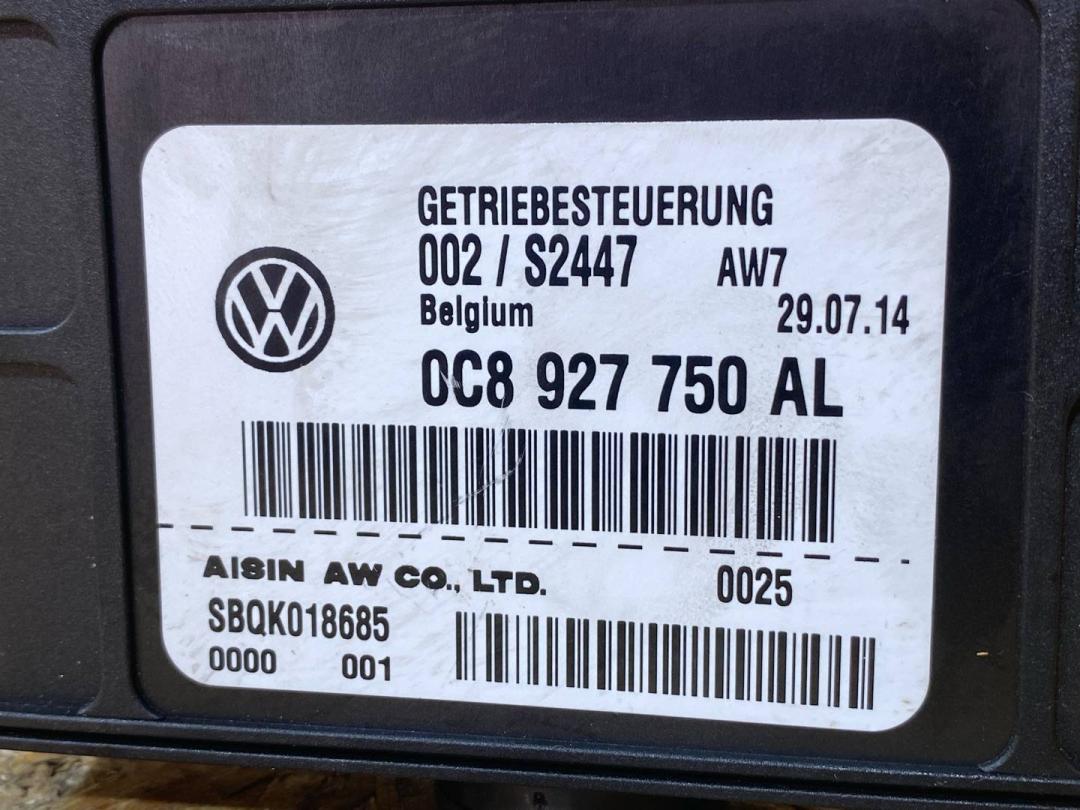 GETRIEBESTEUERUNG
002 / S2447 AW7
Belgium 29.07.14
0C8 927 750 AL
AISIN AW CO., LTD. 0025
SBQK018685
0000 001